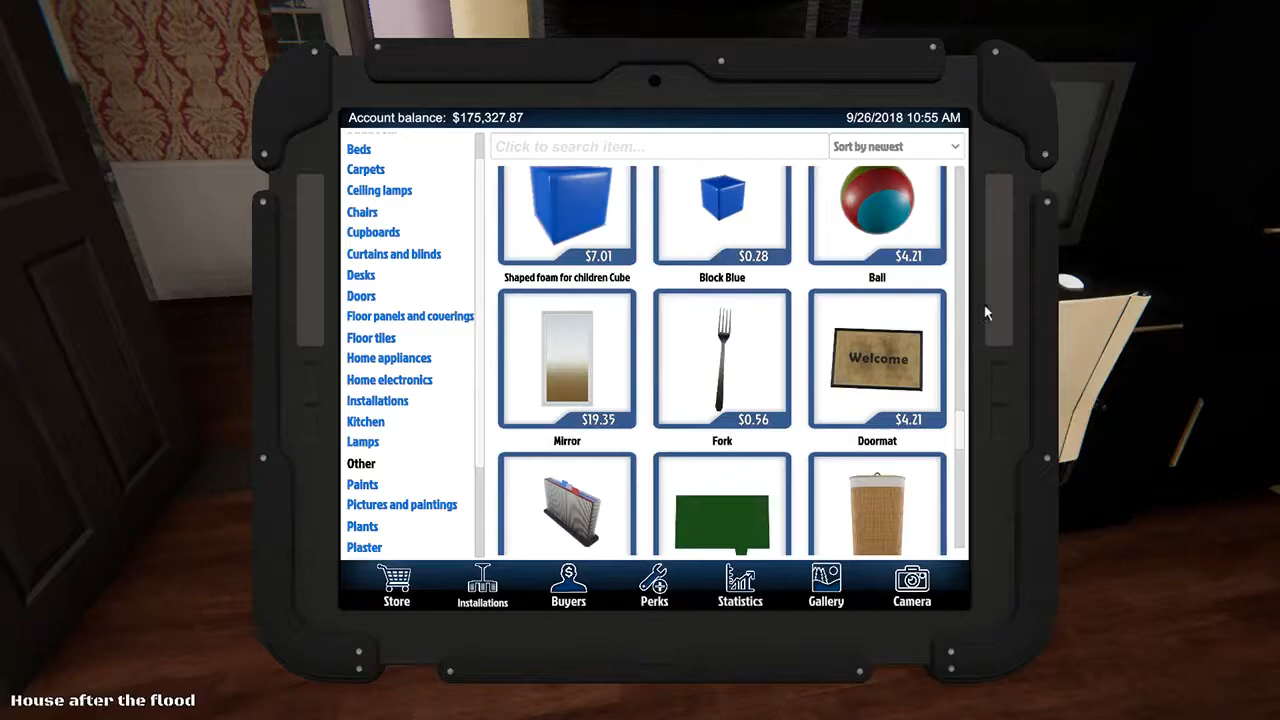 Account balance: $175,327.87
9/26/2018 10:55 AM
Beds
Carpets
Ceiling lamps
Chairs
Cupboards
Curtains and blinds
Desks
Doors
Floor panels and coverings
Floor tiles
Home appliances
Home electronics
Installations
Kitchen
Lamps
Other
Paints
Pictures and paintings
Plants
Plaster
Click to search item...
Sort by newest
$7.01
$0.28
$4.21
Shaped foam for children Cube
Block Blue
Ball
Welcome
$19.35
$0.56
$4.21
Mirror
Fork
Doormat
Store
Installations
Buyers
Perks
Statistics
Gallery
Camera
House after the flood